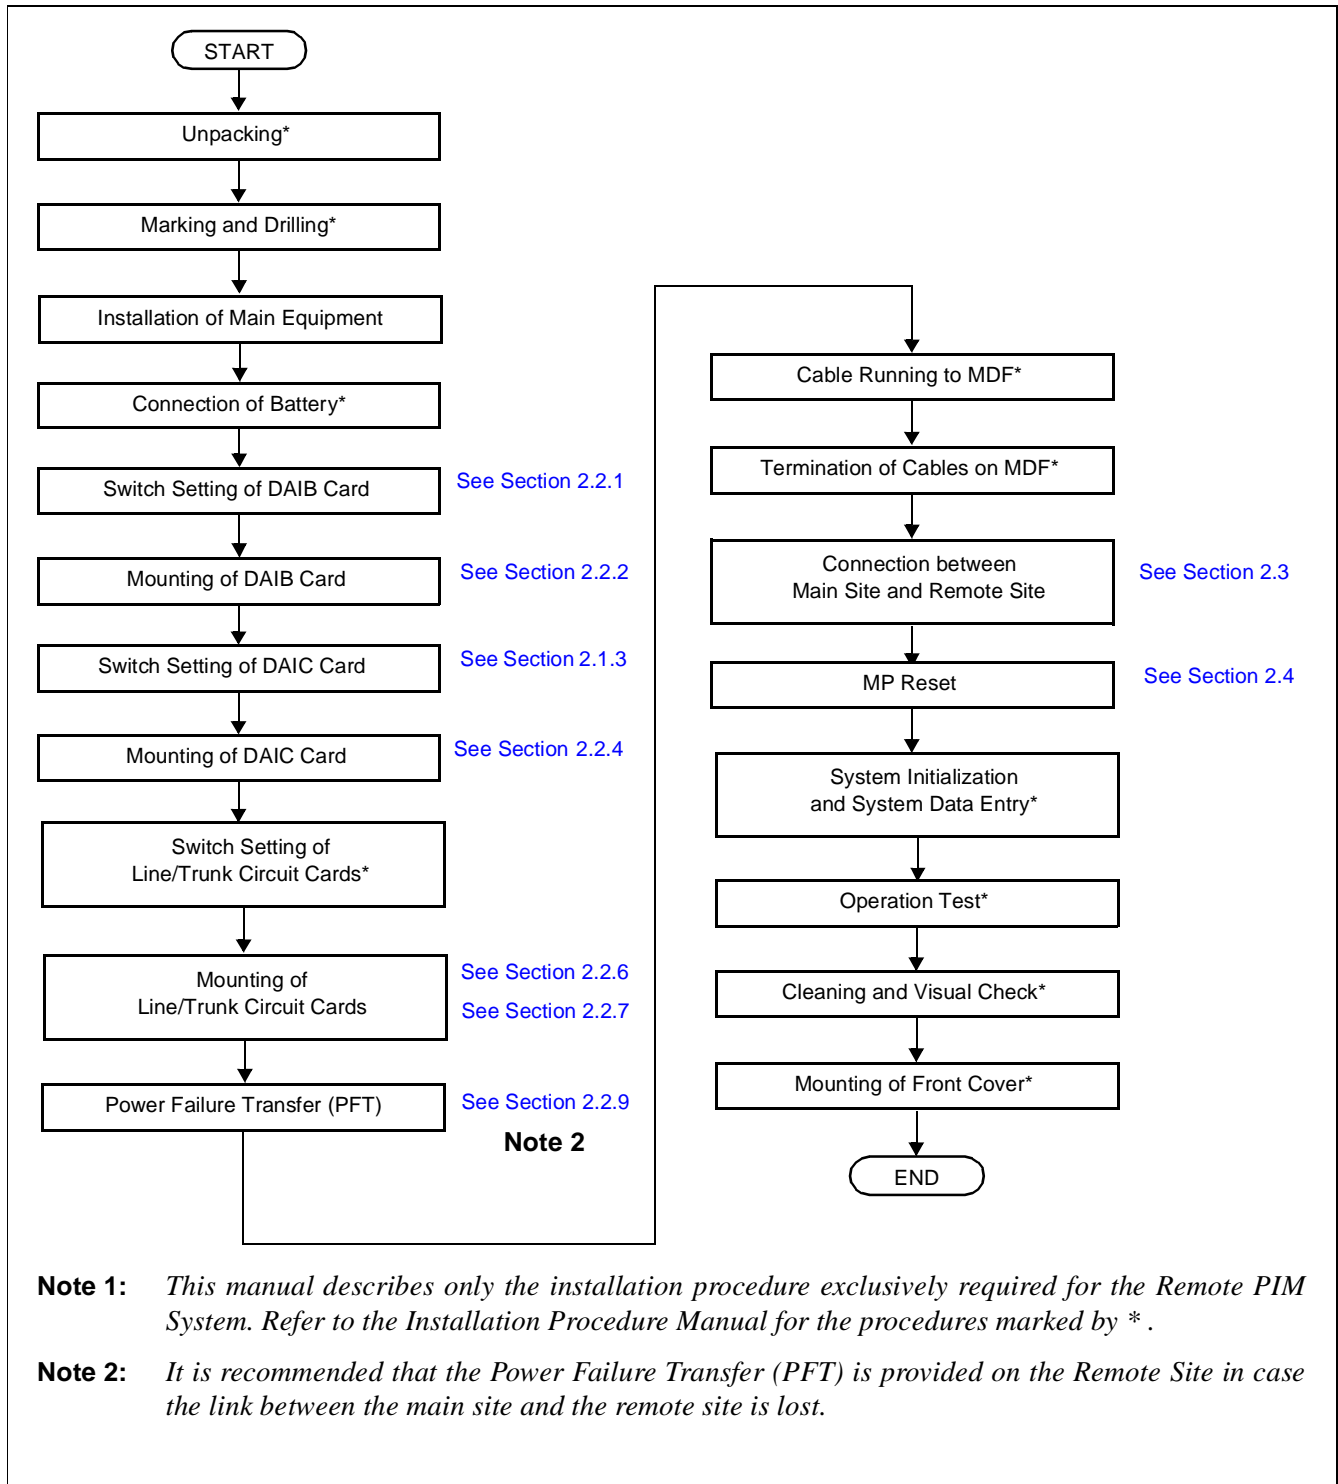 START
Unpacking*
Marking and Drilling*
Installation of Main Equipment
Connection of Battery*
Switch Setting of DAIB Card
See Section 2.2.1
Mounting of DAIB Card
See Section 2.2.2
Switch Setting of DAIC Card
See Section 2.1.3
Mounting of DAIC Card
See Section 2.2.4
Switch Setting of
Line/Trunk Circuit Cards*
Mounting of
Line/Trunk Circuit Cards
See Section 2.2.6
See Section 2.2.7
Power Failure Transfer (PFT)
See Section 2.2.9
Note 2
Cable Running to MDF*
Termination of Cables on MDF*
Connection between
Main Site and Remote Site
See Section 2.3
MP Reset
See Section 2.4
System Initialization
and System Data Entry*
Operation Test*
Cleaning and Visual Check*
Mounting of Front Cover*
END
Note 1: This manual describes only the installation procedure exclusively required for the Remote PIM
System. Refer to the Installation Procedure Manual for the procedures marked by * .
Note 2: It is recommended that the Power Failure Transfer (PFT) is provided on the Remote Site in case
the link between the main site and the remote site is lost.